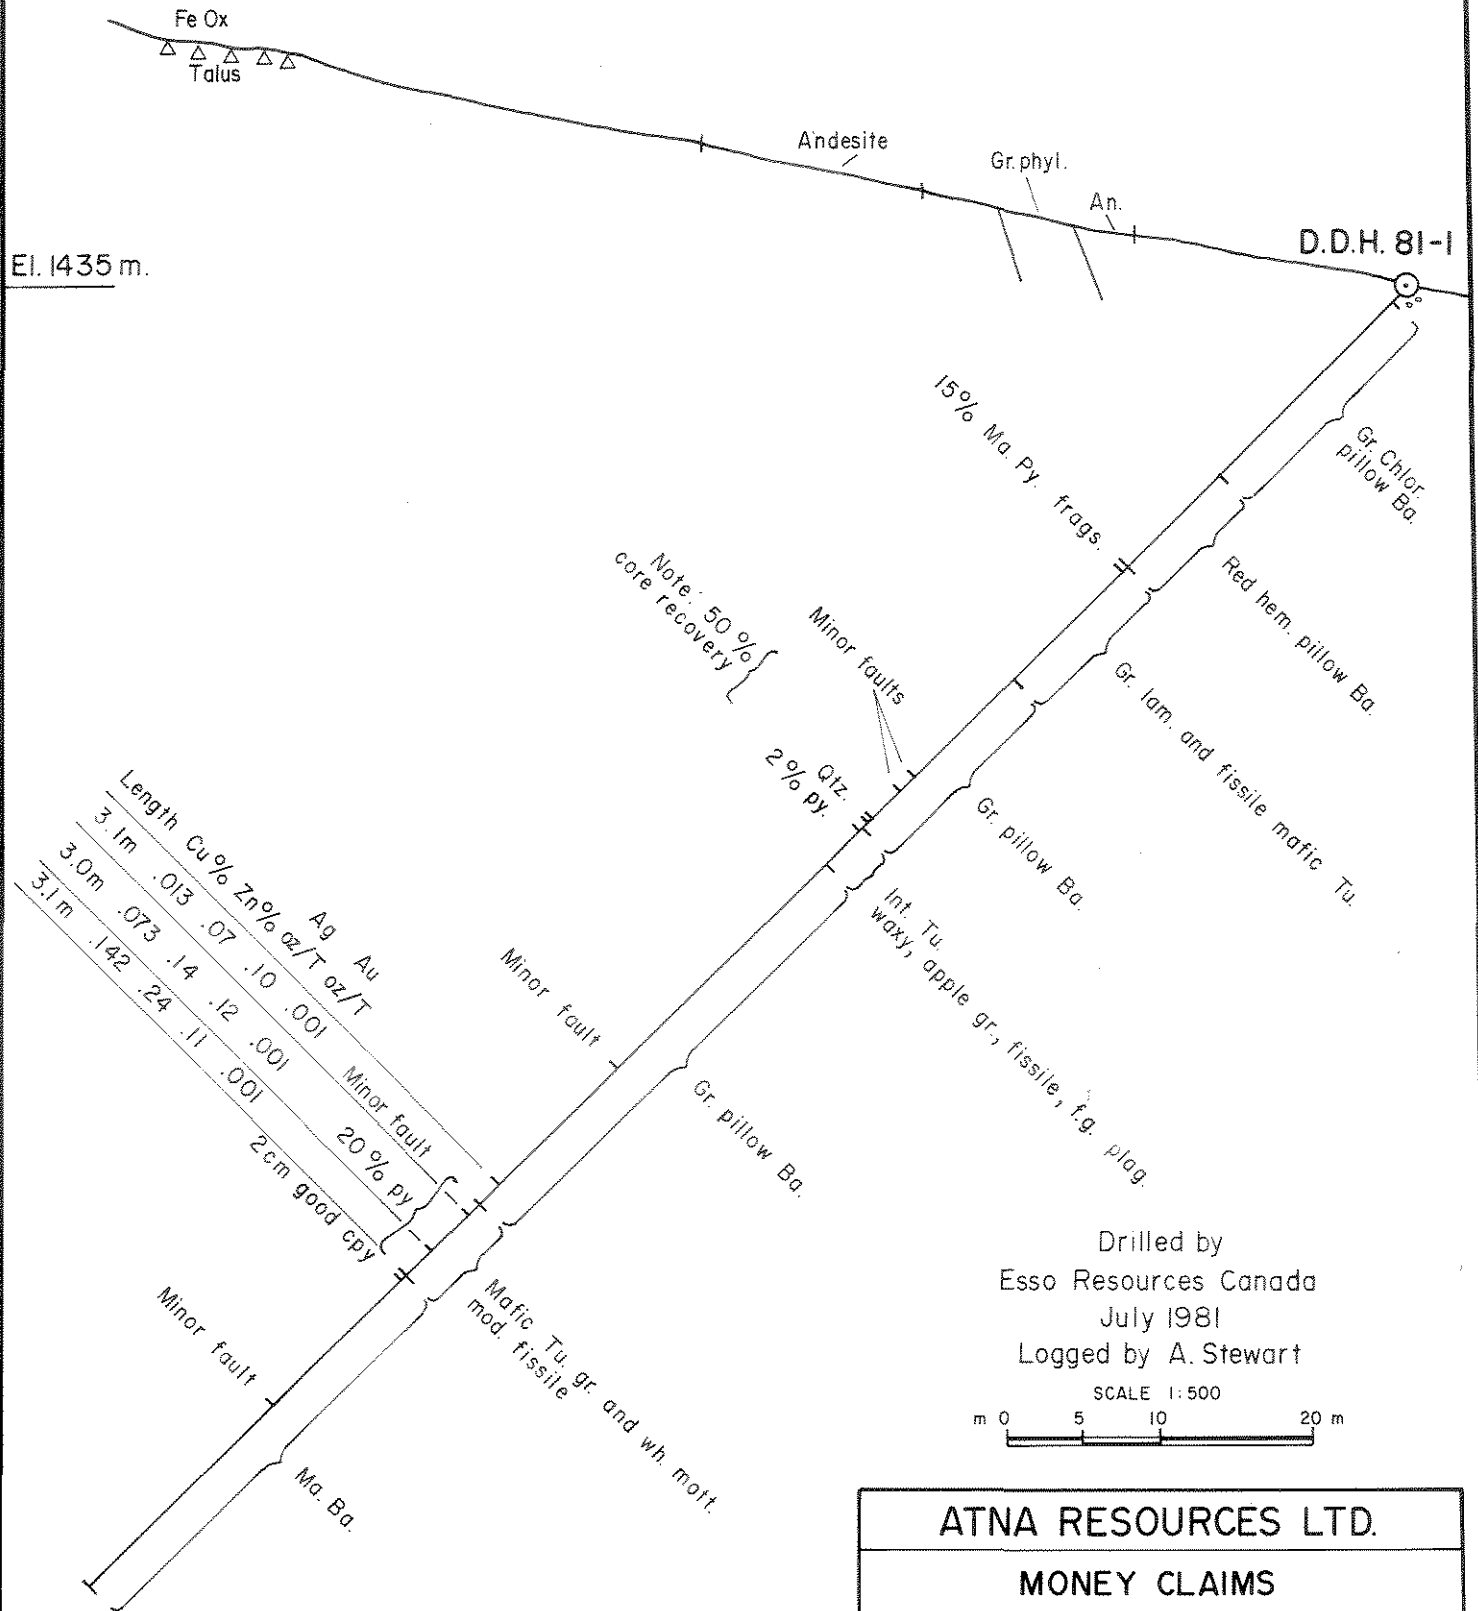 Fe Ox
Talus
Andesite
Gr. phyl.
An.
D.D.H. 81-1
El. 1435 m.
Gr. Chlor.
pillow Ba.
15% Ma. Py. frags.
Red hem. pillow Ba.
Note: 50 %
core recovery
Minor faults
Gr. lam. and fissile mafic Tu.
Qtz.
2% py.
Gr. pillow Ba.
Int. Tu.
waxy, apple gr., fissile, f.g. plag.
Ag Au
Length Cu% Zn% oz/T oz/T
3.1m .013 .07 .10 .001
3.0m .073 .14 .12 .001
3.1m .142 .24 .11 .001
Minor fault
Gr. pillow Ba.
Minor fault
20% py
2cm good cpy
Mafic Tu. gr. and wh. mott.
mod. fissile
Minor fault
Ma. Ba.
Drilled by
Esso Resources Canada
July 1981
Logged by A. Stewart
SCALE 1:500
m 0 5 10 20 m
ATNA RESOURCES LTD.
MONEY CLAIMS